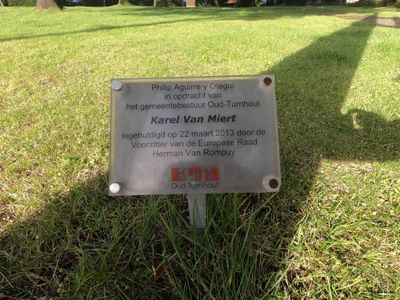 Philip Aguirre y Otegui
in opdracht van
het gemeentebestuur Oud-Turnhout
Karel Van Miert
ingehuldigd op 22 maart 2013 door de
Voorzitter van de Europese Raad
Herman Van Rompuy
Oud-Turnhout